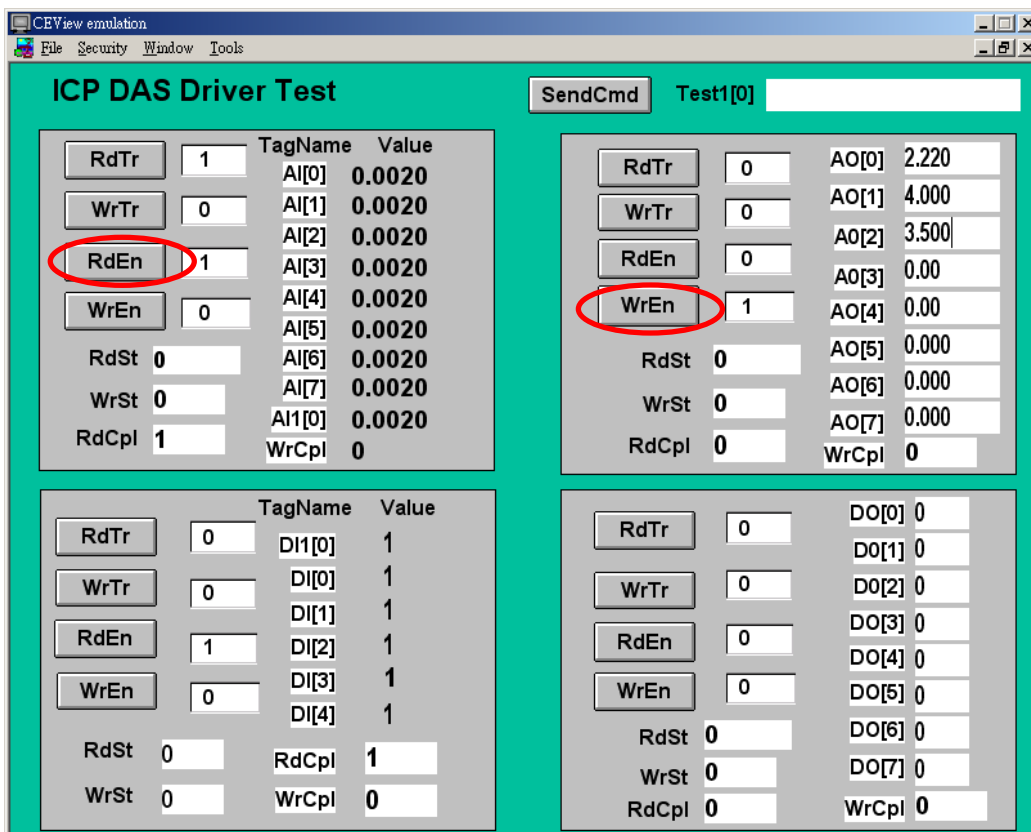 CEView emulation
File Security Window Tools
ICP DAS Driver Test
SendCmd Test1[0]
TagName Value
RdTr 1
WrTr 0
RdEn 1
WrEn 0
RdSt 0
WrSt 0
RdCpl 1
AI[0] 0.0020
AI[1] 0.0020
AI[2] 0.0020
AI[3] 0.0020
AI[4] 0.0020
AI[5] 0.0020
AI[6] 0.0020
AI[7] 0.0020
AI1[0] 0.0020
WrCpl 0
RdTr 0
WrTr 0
RdEn 0
WrEn 1
RdSt 0
WrSt 0
RdCpl 0
AO[0] 2.220
AO[1] 4.000
A0[2] 3.500
A0[3] 0.00
AO[4] 0.00
AO[5] 0.000
AO[6] 0.000
AO[7] 0.000
WrCpl 0
TagName Value
RdTr 0
WrTr 0
RdEn 1
WrEn 0
RdSt 0
WrSt 0
DI1[0] 1
DI[0] 1
DI[1] 1
DI[2] 1
DI[3] 1
DI[4] 1
RdCpl 1
WrCpl 0
RdTr 0
WrTr 0
RdEn 0
WrEn 0
RdSt 0
WrSt 0
RdCpl 0
DO[0] 0
D0[1] 0
D0[2] 0
DO[3] 0
DO[4] 0
DO[5] 0
DO[6] 0
DO[7] 0
WrCpl 0